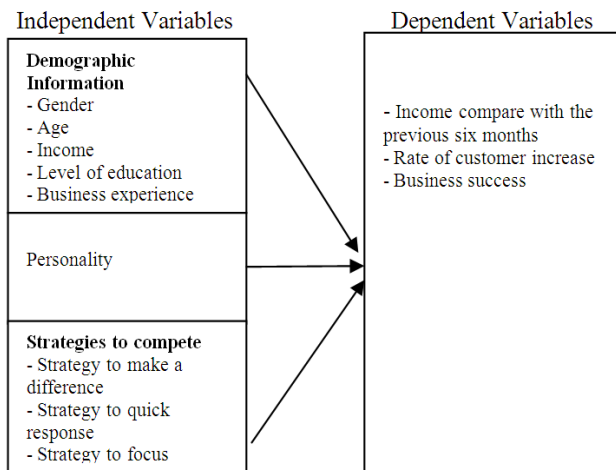 Independent Variables
Demographic
Information
- Gender
- Age
- Income
- Level of education
- Business experience
Personality
Strategies to compete
- Strategy to make a
difference
- Strategy to quick
response
- Strategy to focus
Dependent Variables
- Income compare with the
previous six months
- Rate of customer increase
- Business success